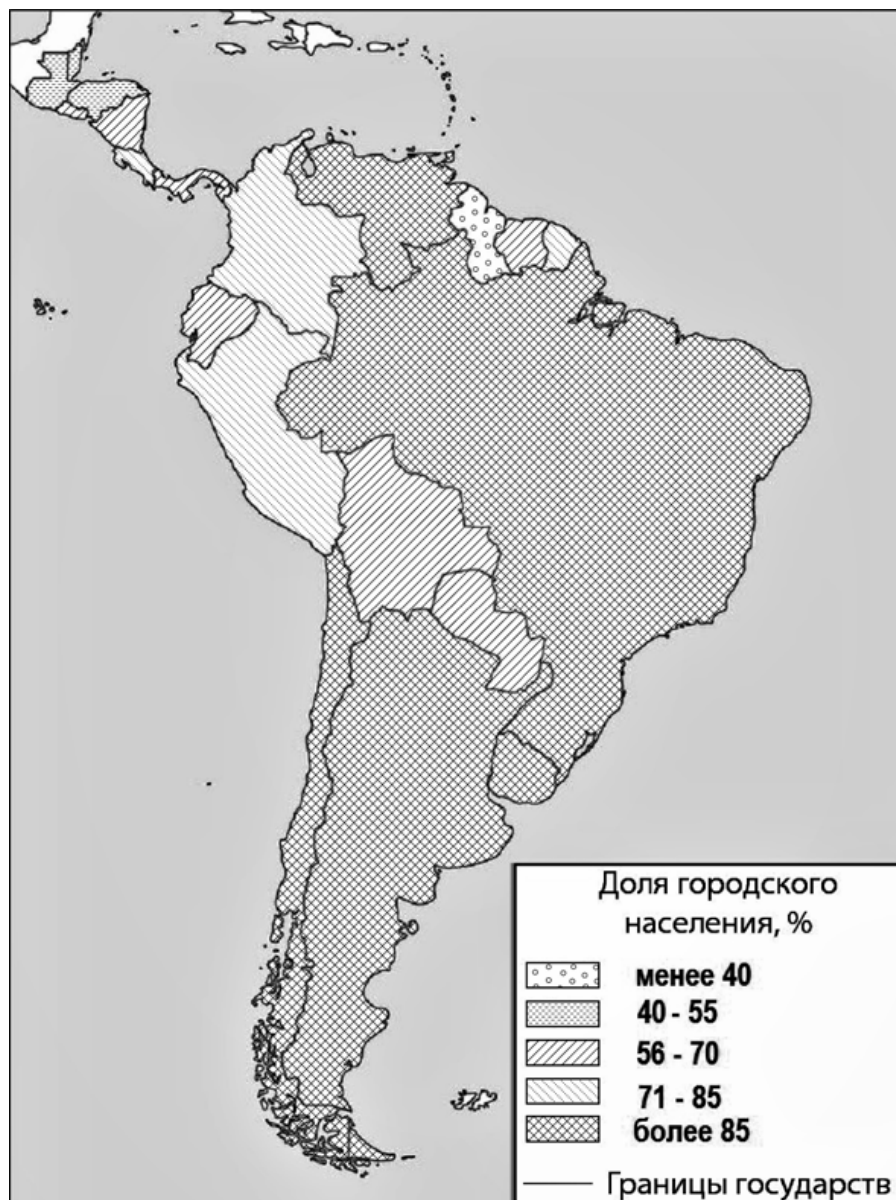 Доля городского
населения, %
менее 40
40 - 55
56 - 70
71 - 85
более 85
Границы государств